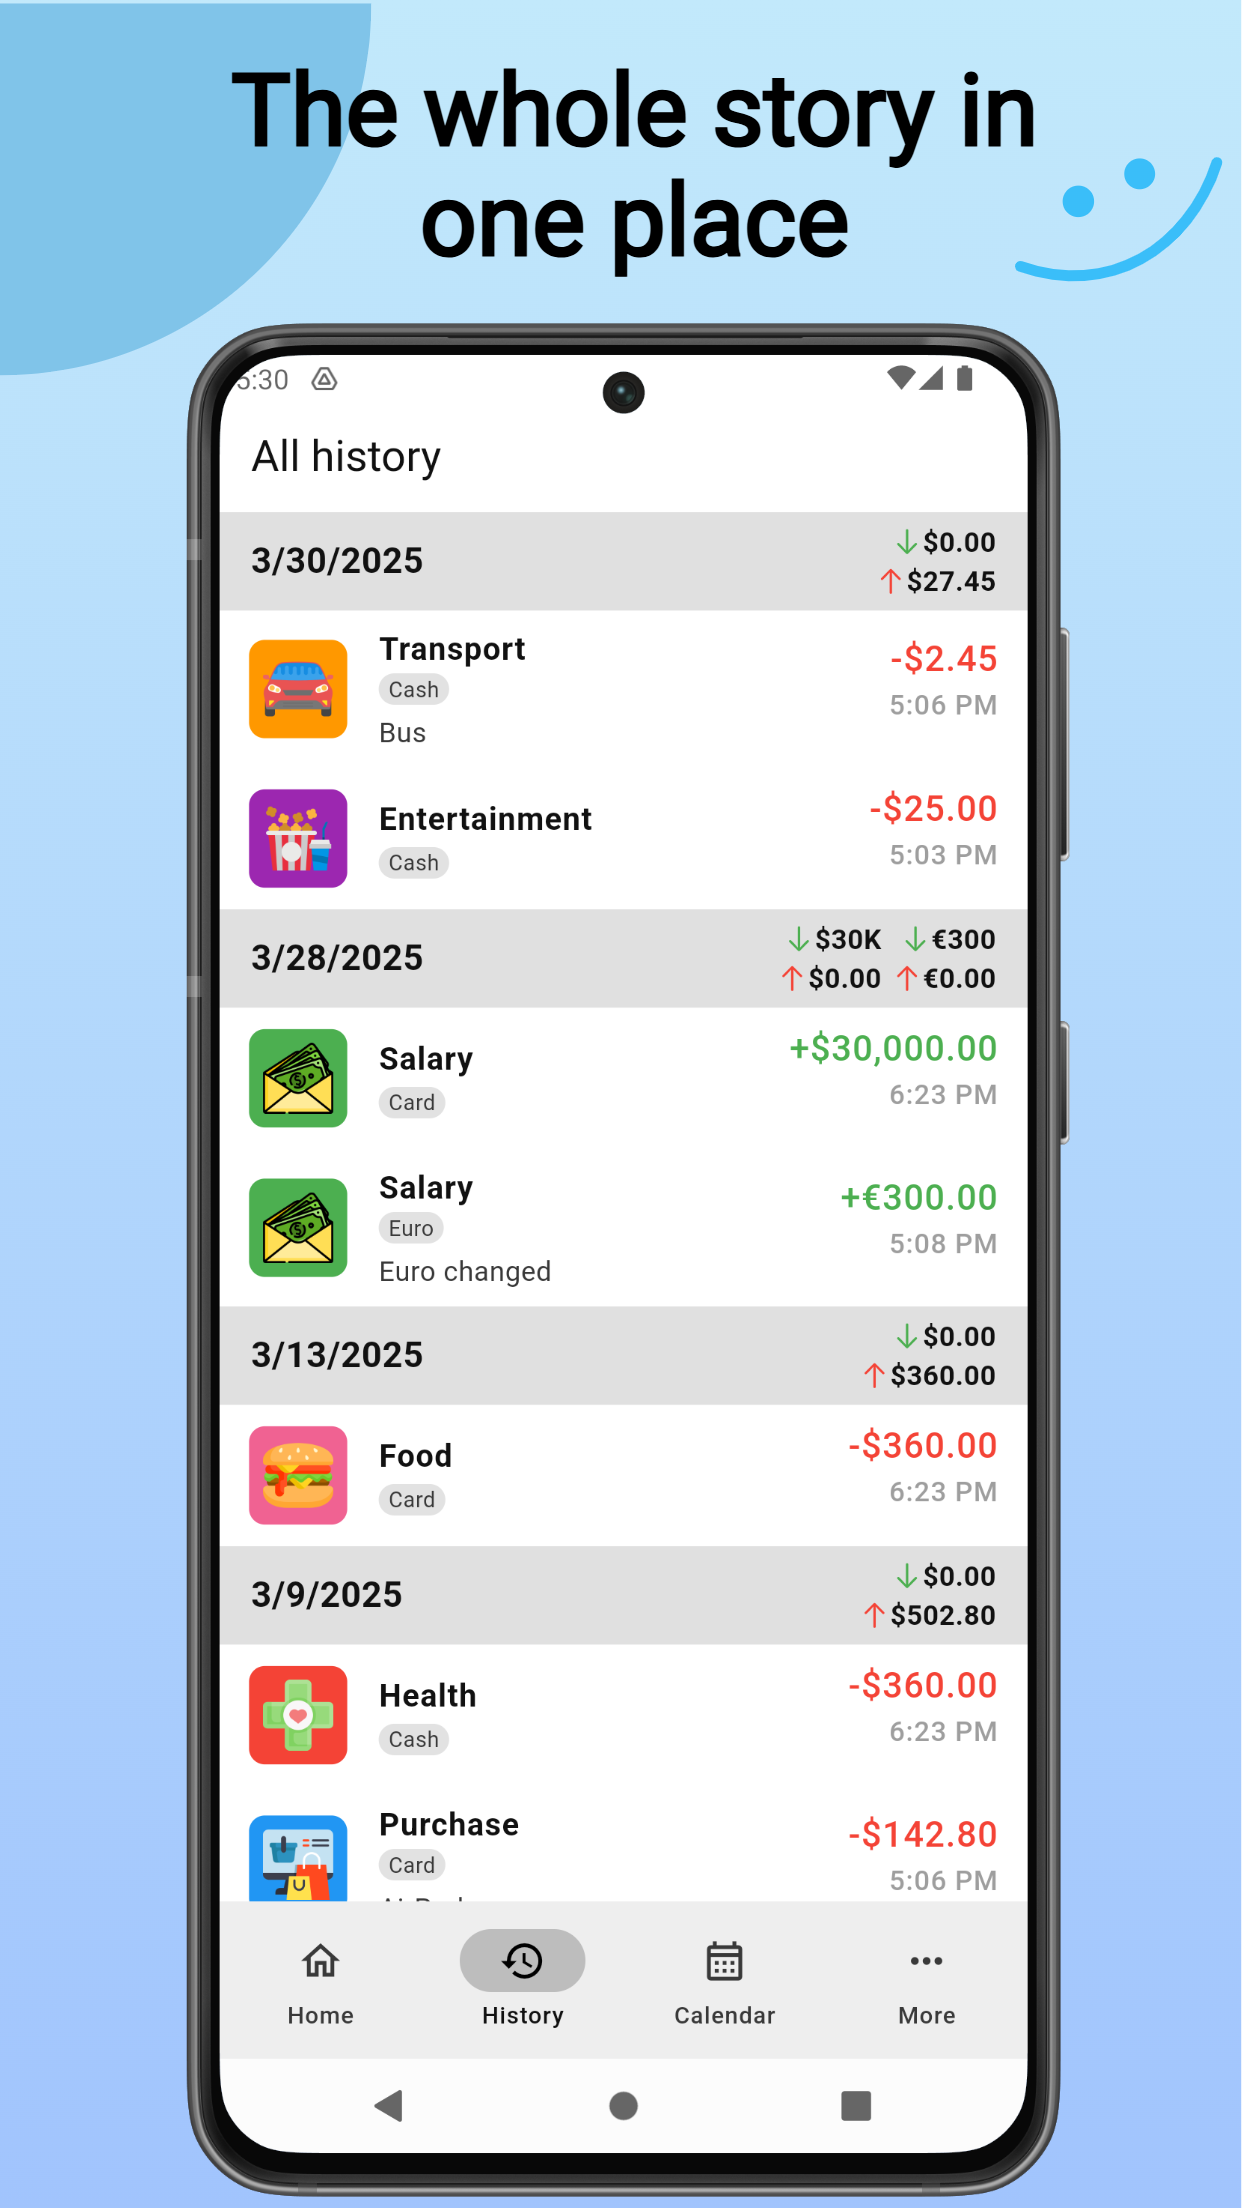 The whole story in
one place
5:30
All history
3/30/2025
$0.00
$27.45
Transport
Cash
Bus
-$2.45
5:06 PM
Entertainment
Cash
-$25.00
5:03 PM
3/28/2025
$30K €300
$0.00 €0.00
Salary
Card
+$30,000.00
6:23 PM
Salary
Euro
Euro changed
+€300.00
5:08 PM
3/13/2025
$0.00
$360.00
Food
Card
-$360.00
6:23 PM
3/9/2025
$0.00
$502.80
Health
Cash
-$360.00
6:23 PM
Purchase
Card
-$142.80
5:06 PM
Home
History
Calendar
More